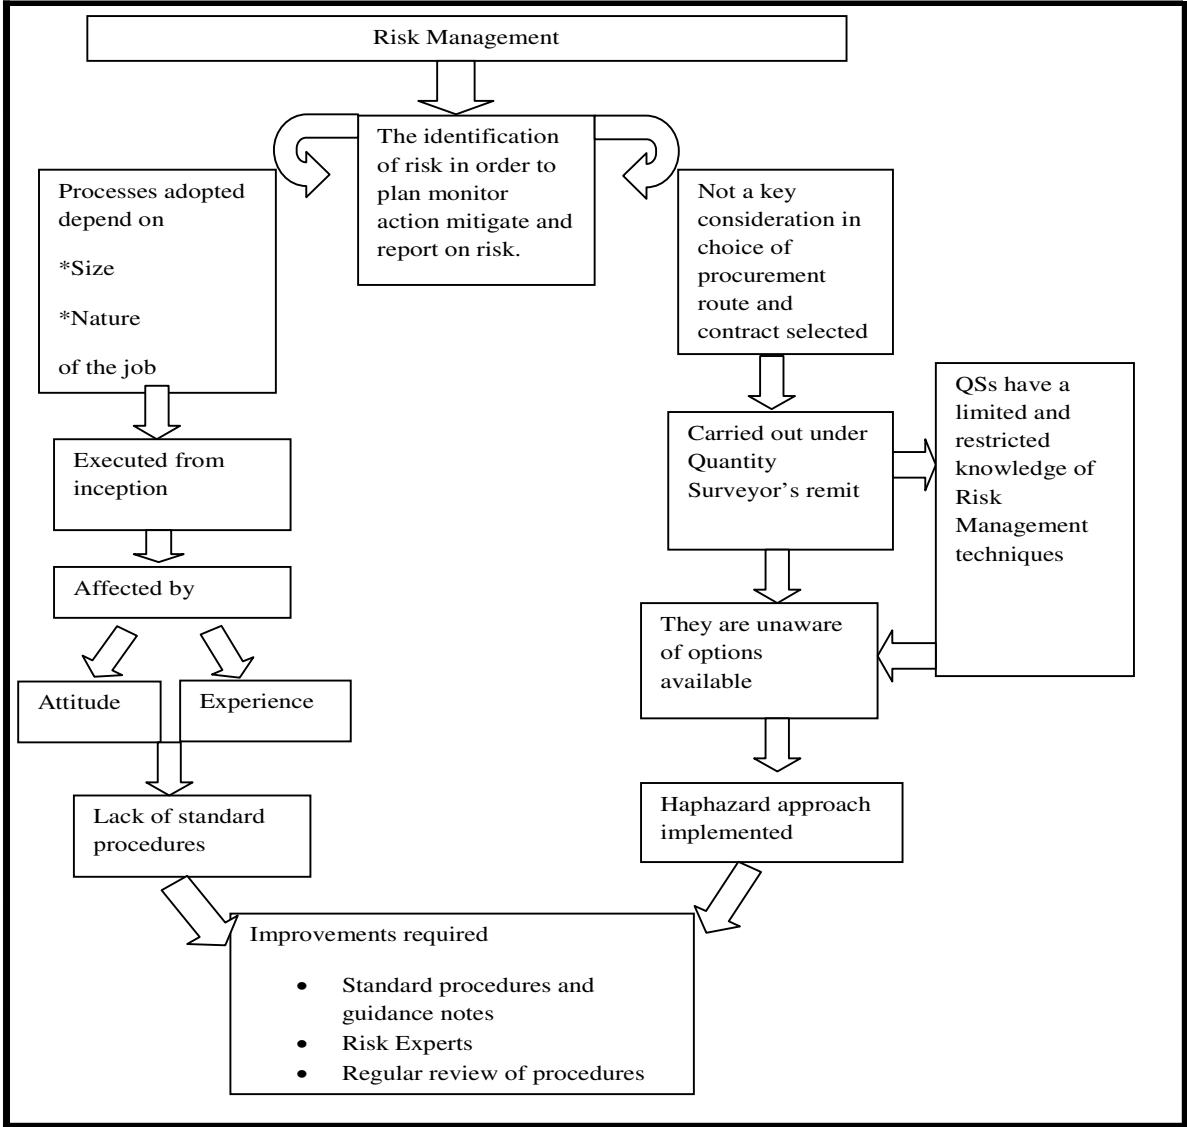 Risk Management
The identification
of risk in order to
plan monitor
action mitigate and
report on risk.
Processes adopted
depend on
*Size
*Nature
of the job
Not a key
consideration in
choice of
procurement
route and
contract selected
Executed from
inception
Carried out under
Quantity
Surveyor’s remit
QSs have a
limited and
restricted
knowledge of
Risk
Management
techniques
Affected by
They are unaware
of options
available
Attitude
Experience
Lack of standard
procedures
Haphazard approach
implemented
Improvements required
• Standard procedures and
guidance notes
• Risk Experts
• Regular review of procedures